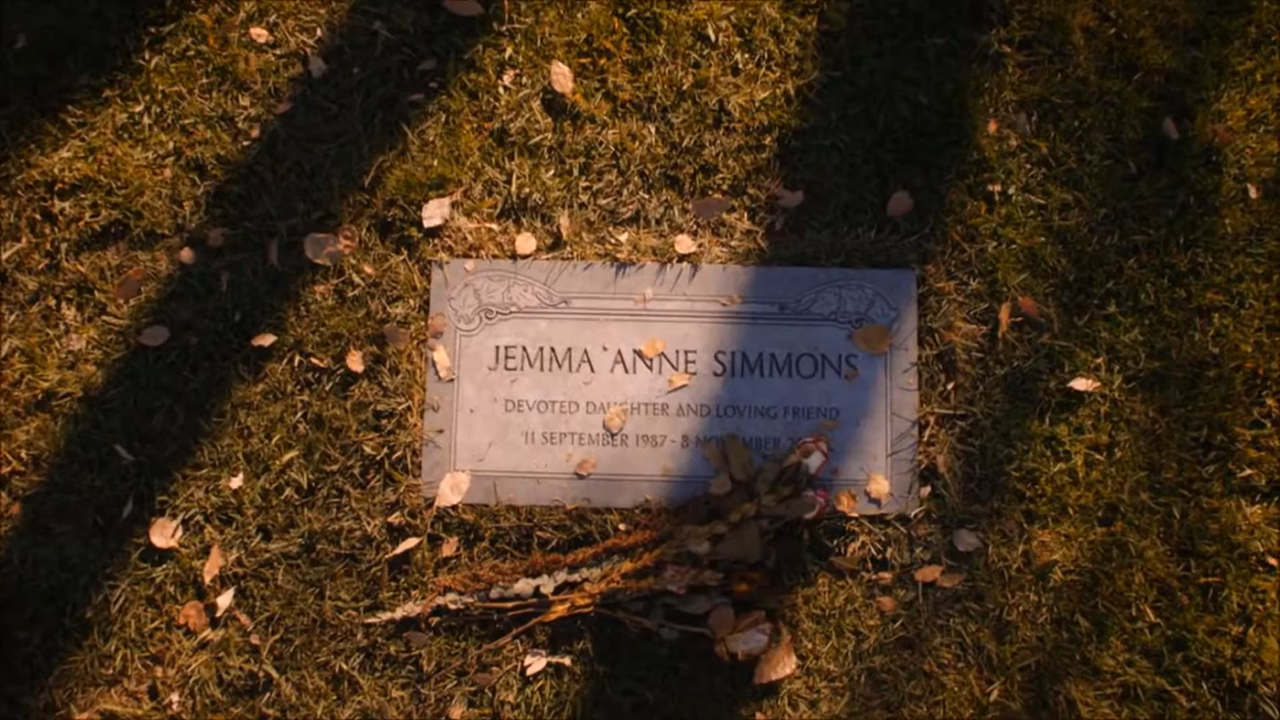 JEMMA ANNE SIMMONS
DEVOTED DAUGHTER AND LOVING FRIEND
11 SEPTEMBER 1987 - 8 NOVEMBER